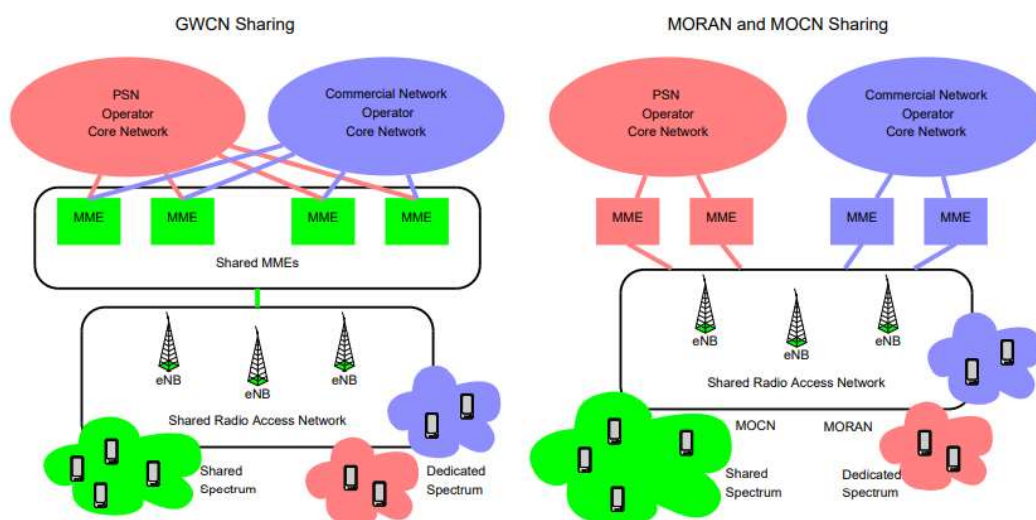 GWCN Sharing
PSN
Operator
Core Network
Commercial Network
Operator
Core Network
MME
MME
MME
MME
Shared MMEs
eNB
eNB
eNB
Shared Radio Access Network
Shared
Spectrum
Dedicated
Spectrum
MORAN and MOCN Sharing
PSN
Operator
Core Network
Commercial Network
Operator
Core Network
MME
MME
MME
MME
eNB
eNB
eNB
Shared Radio Access Network
MOCN
MORAN
Shared
Spectrum
Dedicated
Spectrum